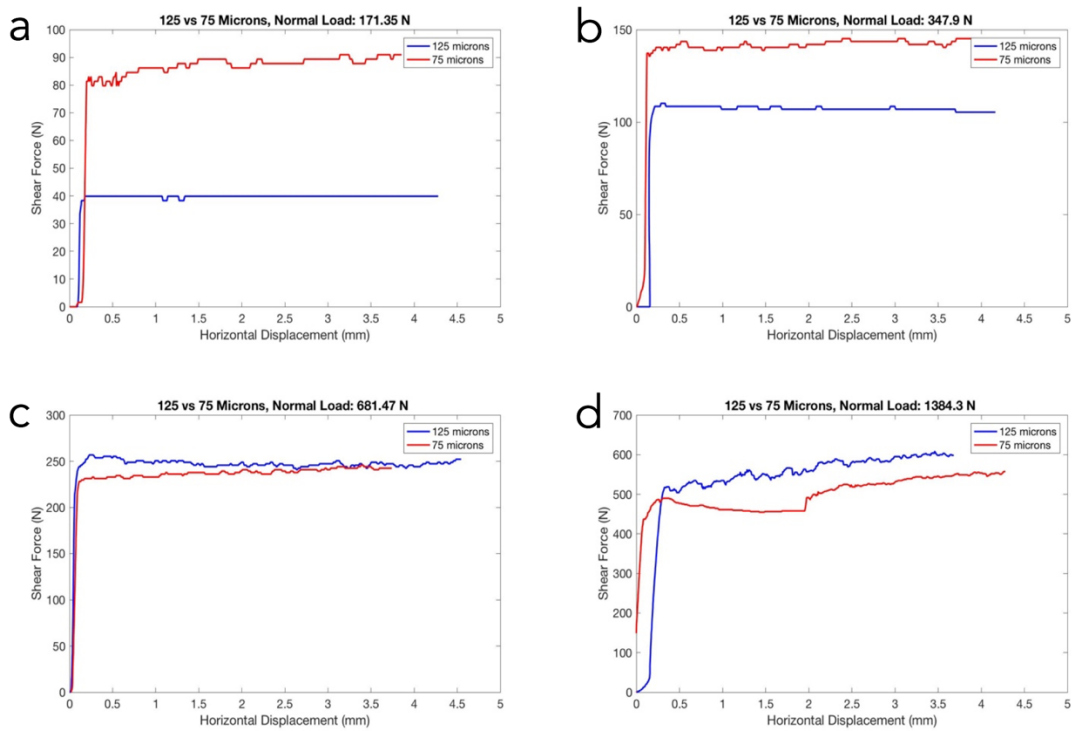 a
125 vs 75 Microns, Normal Load: 171.35 N
100
90
80
70
60
50
40
30
20
10
0
Shear Force (N)
125 microns
75 microns
0 0.5 1 1.5 2 2.5 3 3.5 4 4.5 5
Horizontal Displacement (mm)
b
125 vs 75 Microns, Normal Load: 347.9 N
150
100
50
0
Shear Force (N)
125 microns
75 microns
0 0.5 1 1.5 2 2.5 3 3.5 4 4.5 5
Horizontal Displacement (mm)
c
125 vs 75 Microns, Normal Load: 681.47 N
300
250
200
150
100
50
0
Shear Force (N)
125 microns
75 microns
0 0.5 1 1.5 2 2.5 3 3.5 4 4.5 5
Horizontal Displacement (mm)
d
125 vs 75 Microns, Normal Load: 1384.3 N
700
600
500
400
300
200
100
0
Shear Force (N)
125 microns
75 microns
0 0.5 1 1.5 2 2.5 3 3.5 4 4.5 5
Horizontal Displacement (mm)